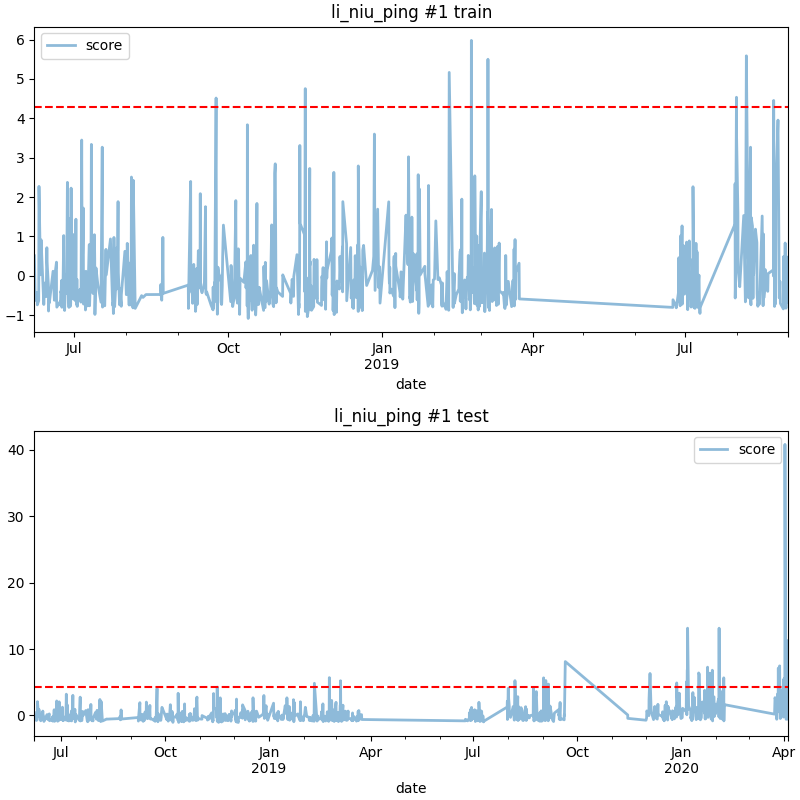 li_niu_ping #1 train
score
6
5
4
3
2
1
0
−1
Jul
Oct
Jan
2019
Apr
Jul
date
li_niu_ping #1 test
score
40
30
20
10
0
Jul
Oct
Jan
2019
Apr
Jul
Oct
Jan
2020
Apr
date